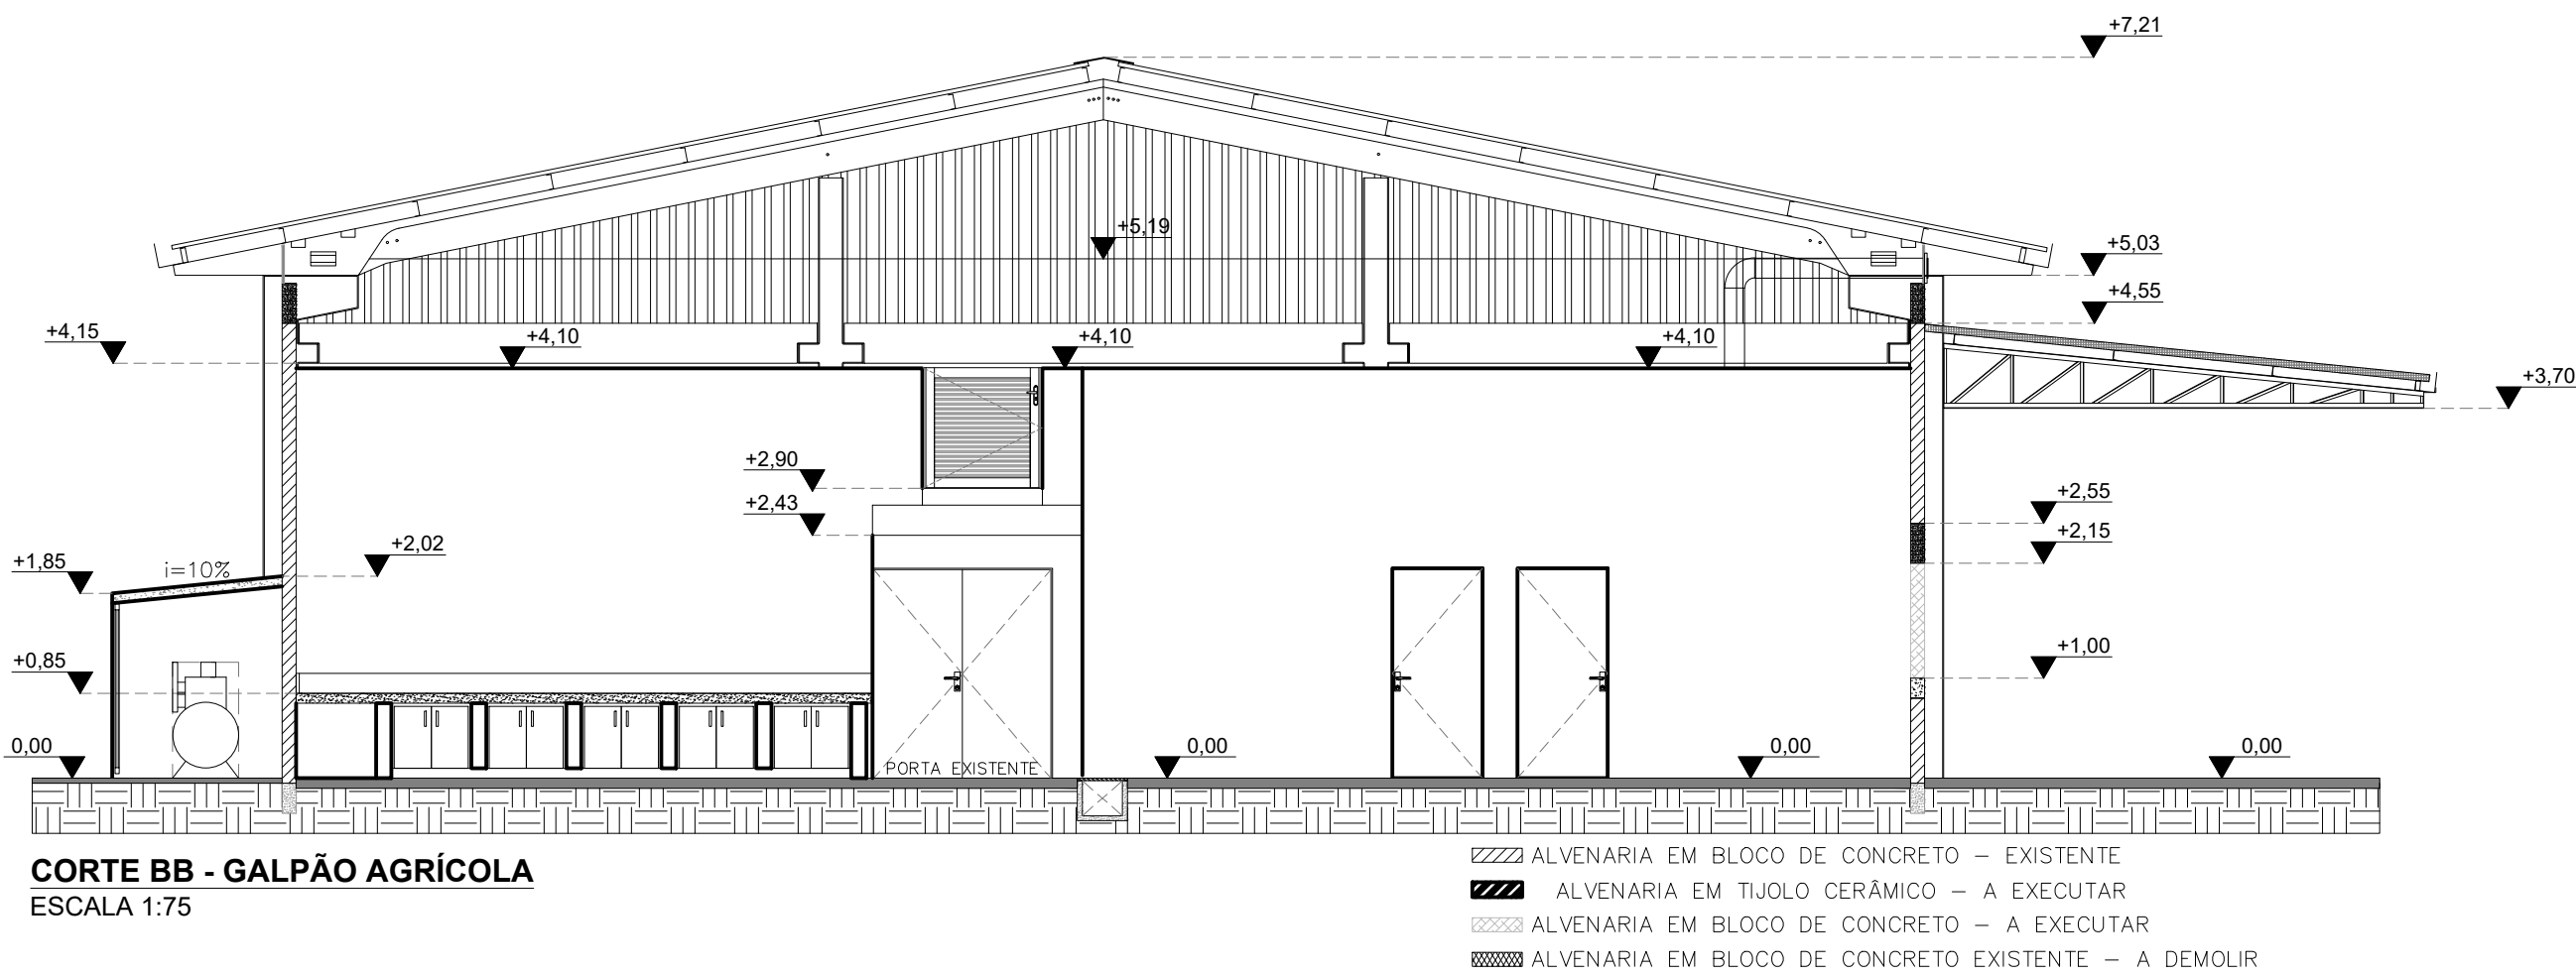 +7,21
+5,19
+5,03
+4,55
+4,15
+4,10
+4,10
+4,10
+3,70
+2,90
+2,43
+2,55
+2,15
+2,02
+1,85
i=10%
+0,85
+1,00
0,00
0,00
0,00
0,00
PORTA EXISTENTE
CORTE BB - GALPÃO AGRÍCOLA
ESCALA 1:75
ALVENARIA EM BLOCO DE CONCRETO – EXISTENTE
ALVENARIA EM TIJOLO CERÂMICO – A EXECUTAR
ALVENARIA EM BLOCO DE CONCRETO – A EXECUTAR
ALVENARIA EM BLOCO DE CONCRETO EXISTENTE – A DEMOLIR